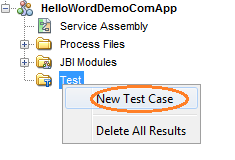 HelloWordDemoComApp
Service Assembly
Process Files
JBI Modules
Test
New Test Case
Delete All Results